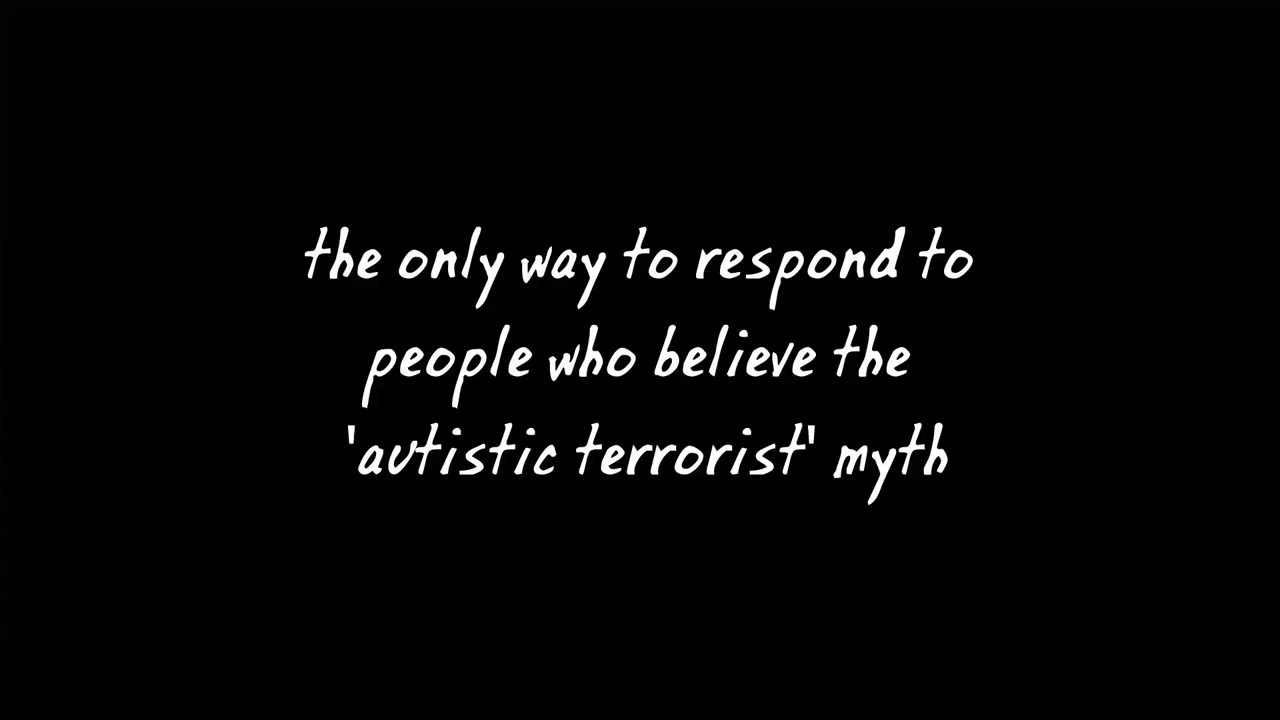 the only way to respond to
people who believe the
'autistic terrorist' myth